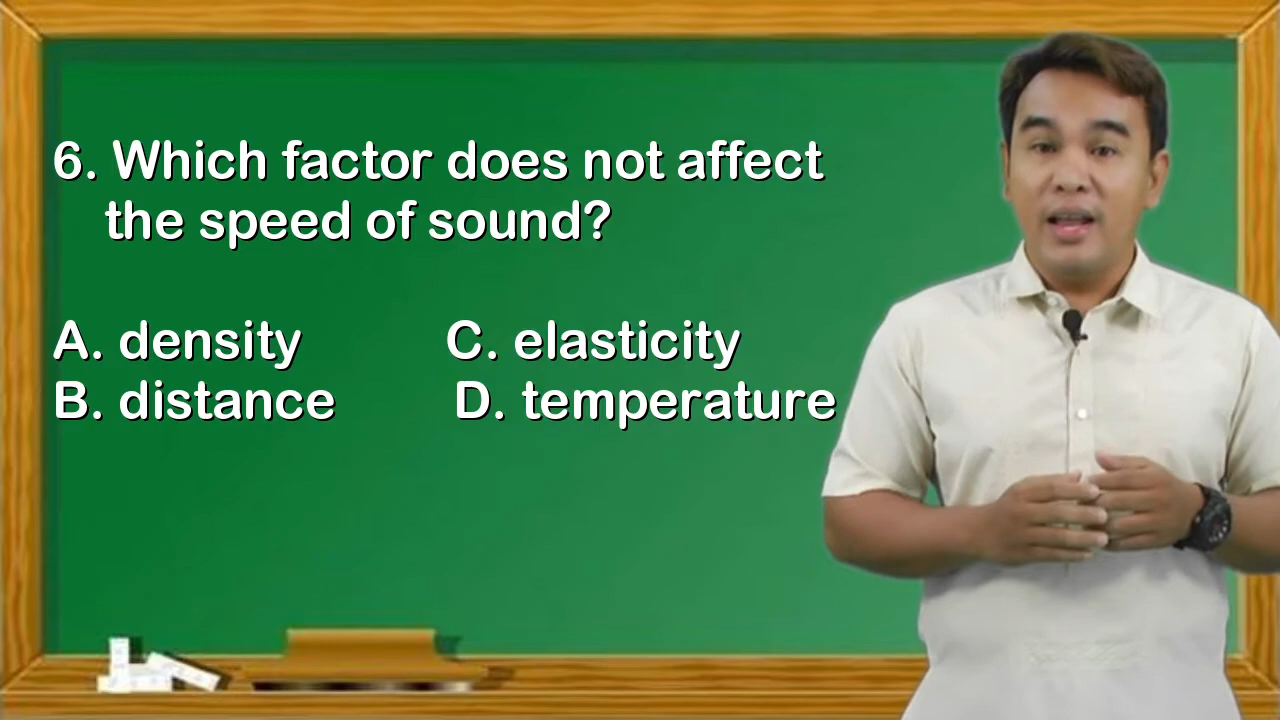 6. Which factor does not affect
the speed of sound?
A. density C. elasticity
B. distance D. temperature